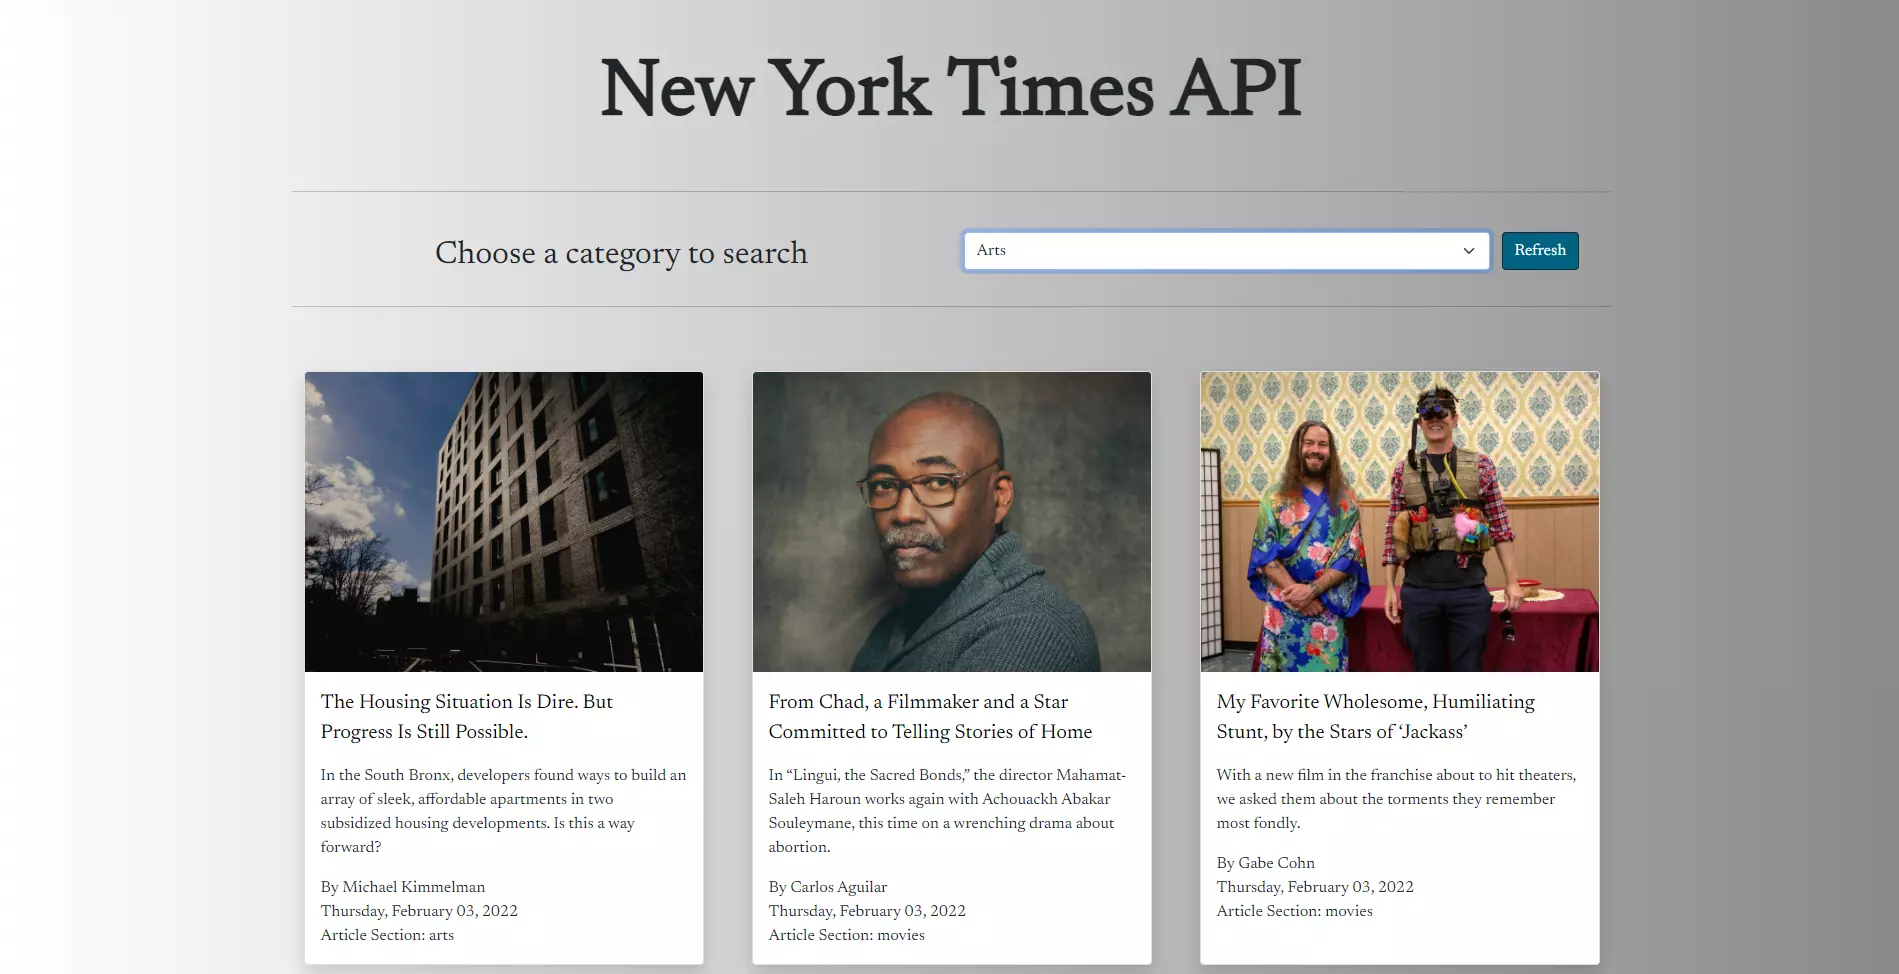 New York Times API
Choose a category to search
Arts
Refresh
The Housing Situation Is Dire. But
Progress Is Still Possible.
In the South Bronx, developers found ways to build an
array of sleek, affordable apartments in two
subsidized housing developments. Is this a way
forward?
By Michael Kimmelman
Thursday, February 03, 2022
Article Section: arts
From Chad, a Filmmaker and a Star
Committed to Telling Stories of Home
In “Lingui, the Sacred Bonds,” the director Mahamat-
Saleh Haroun works again with Achouackh Abakar
Souleymane, this time on a wrenching drama about
abortion.
By Carlos Aguilar
Thursday, February 03, 2022
Article Section: movies
My Favorite Wholesome, Humiliating
Stunt, by the Stars of ‘Jackass’
With a new film in the franchise about to hit theaters,
we asked them about the torments they remember
most fondly.
By Gabe Cohn
Thursday, February 03, 2022
Article Section: movies